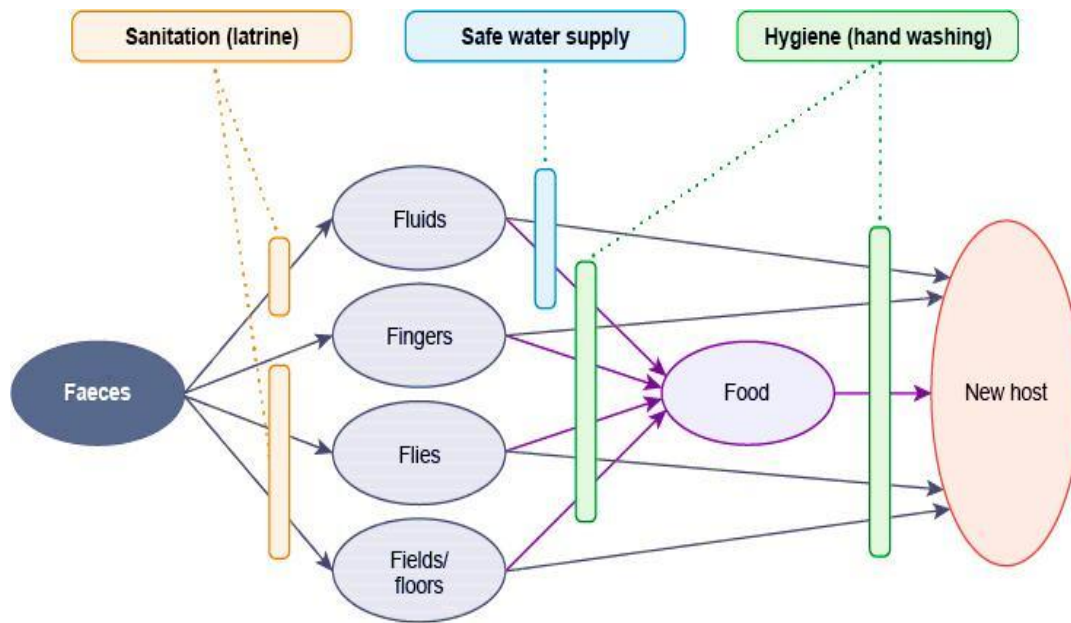 Sanitation (latrine)
Safe water supply
Hygiene (hand washing)
Fluids
Fingers
Faeces
Food
New host
Flies
Fields/
floors